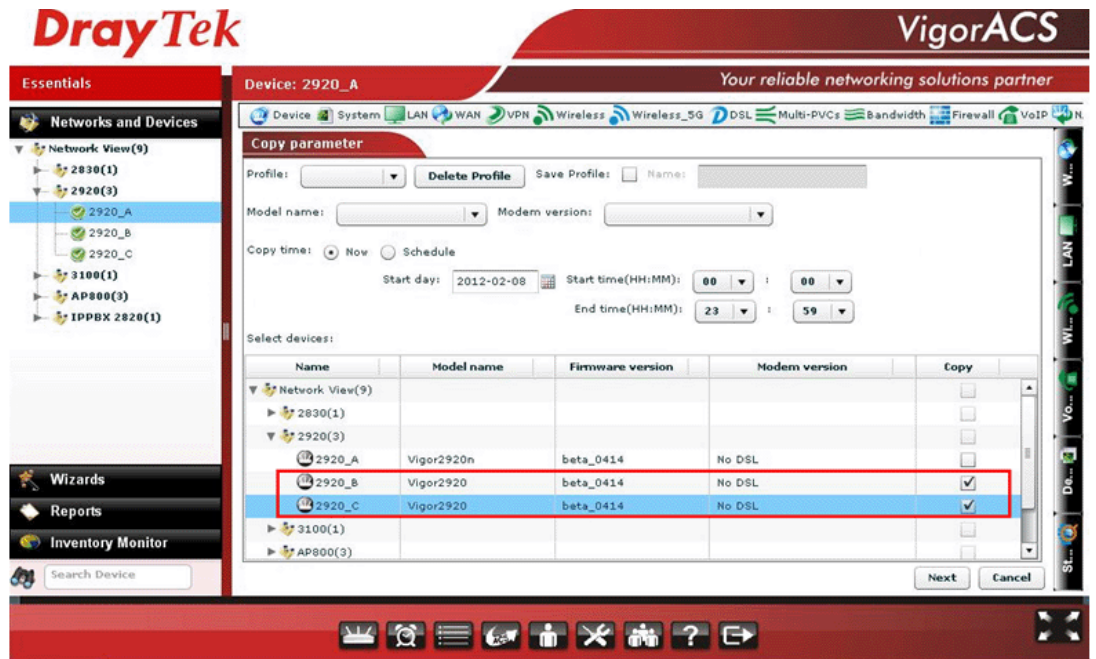 DrayTek
VigorACS
Essentials
Device: 2920_A
Your reliable networking solutions partner
Networks and Devices
Network View(9)
2830(1)
2920(3)
2920_A
2920_B
2920_C
3100(1)
AP800(3)
IPPBX 2820(1)
Wizards
Reports
Inventory Monitor
Search Device
Device System LAN WAN VPN Wireless Wireless_5G DSL Multi-PVCs Bandwidth Firewall VoIP N
Copy parameter
Profile: Delete Profile Save Profile: Name:
Model name: Modem version:
Copy time: Now Schedule
Start day: 2012-02-08 Start time(HH:MM): 00 : 00
End time(HH:MM): 23 : 59
Select devices:
Name Model name Firmware version Modem version Copy
Network View(9)
2830(1)
2920(3)
2920_A Vigor2920n beta_0414 No DSL
2920_B Vigor2920 beta_0414 No DSL
2920_C Vigor2920 beta_0414 No DSL
3100(1)
AP800(3)
Next Cancel
W...
LAN
Wi...
Vo...
De...
St...
?